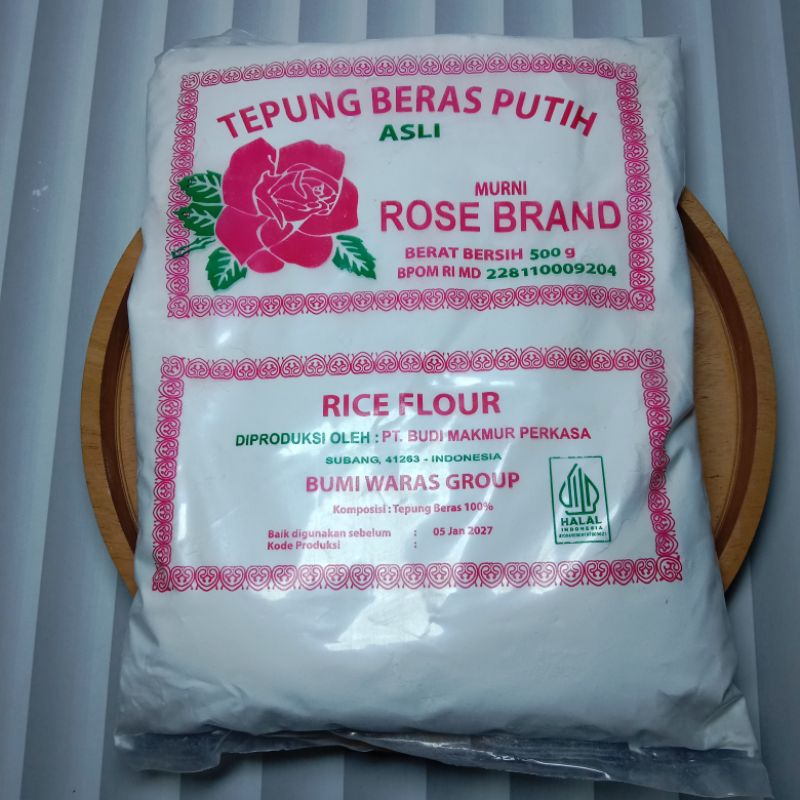 TEPUNG BERAS PUTIH
ASLI
MURNI
ROSE BRAND
BERAT BERSIH 500 g
BPOM RI MD 228110009204
RICE FLOUR
DIPRODUKSI OLEH : PT. BUDI MAKMUR PERKASA
SUBANG, 41263 - INDONESIA
BUMI WARAS GROUP
Komposisi : Tepung Beras 100%
Baik digunakan sebelum : 05 Jan 2027
Kode Produksi :
HALAL
INDONESIA